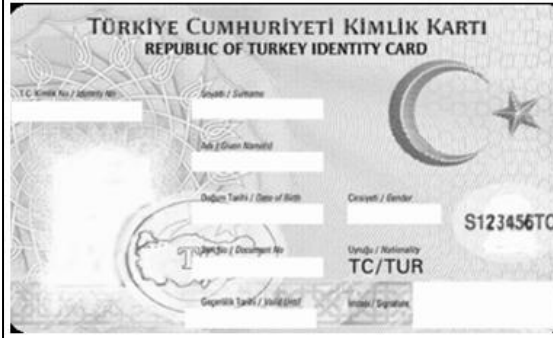 TÜRKİYE CUMHURİYETİ KİMLİK KARTI
REPUBLIC OF TURKEY IDENTITY CARD
T.C. Kimlik No / Identity No
Soyadı / Surname
Adı / Given Name(s)
Doğum Tarihi / Date of Birth
Cinsiyeti / Gender
S123456TC
Seri No / Document No
Uyruğu / Nationality
TC/TUR
Geçerlilik Tarihi / Valid Until
İmzası / Signature